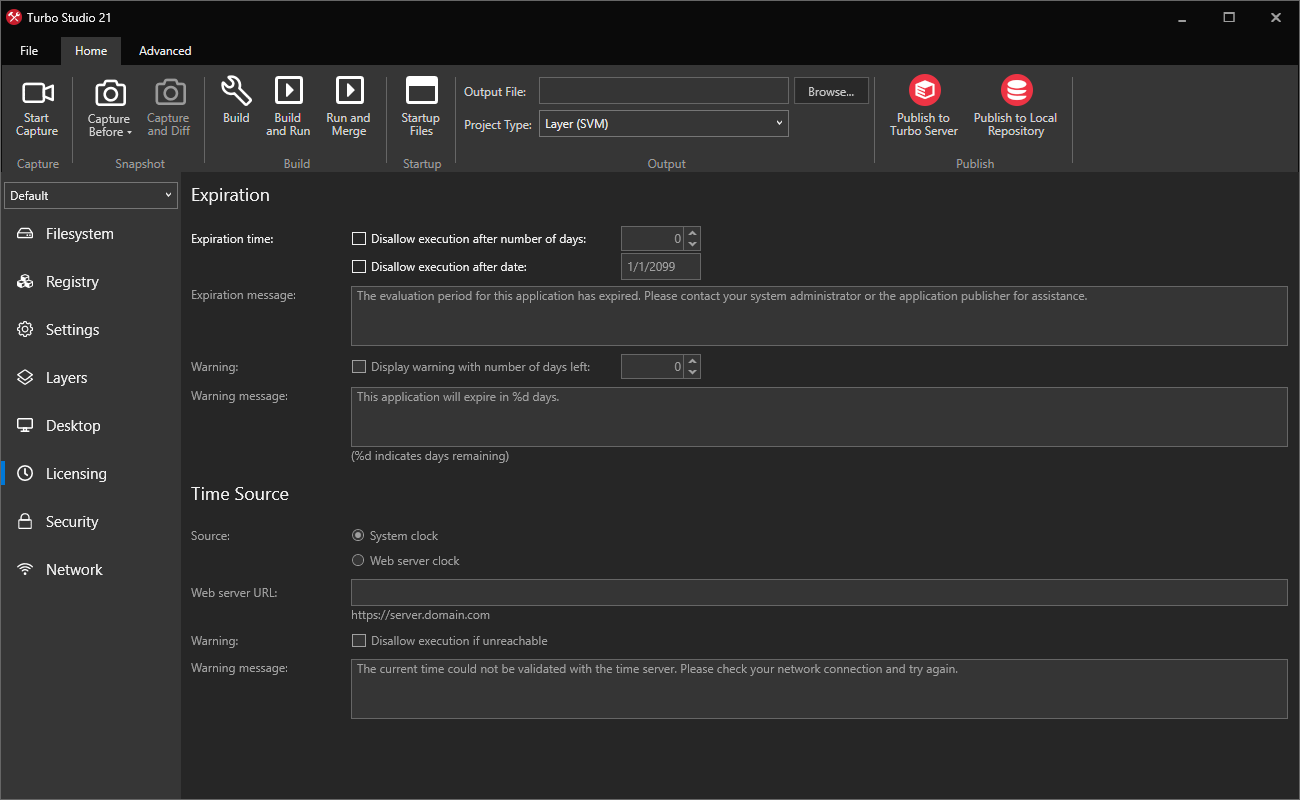 Turbo Studio 21
File Home Advanced
Start Capture
Capture Before
Capture and Diff
Build
Build and Run
Run and Merge
Startup Files
Output File: Browse...
Project Type: Layer (SVM)
Publish to Turbo Server
Publish to Local Repository
Capture Snapshot Build Startup Output Publish
Default
Filesystem
Registry
Settings
Layers
Desktop
Licensing
Security
Network
Expiration
Expiration time: Disallow execution after number of days: 0
Disallow execution after date: 1/1/2099
Expiration message: The evaluation period for this application has expired. Please contact your system administrator or the application publisher for assistance.
Warning: Display warning with number of days left: 0
Warning message: This application will expire in %d days.
(%d indicates days remaining)
Time Source
Source: System clock
Web server clock
Web server URL:
https://server.domain.com
Warning: Disallow execution if unreachable
Warning message: The current time could not be validated with the time server. Please check your network connection and try again.